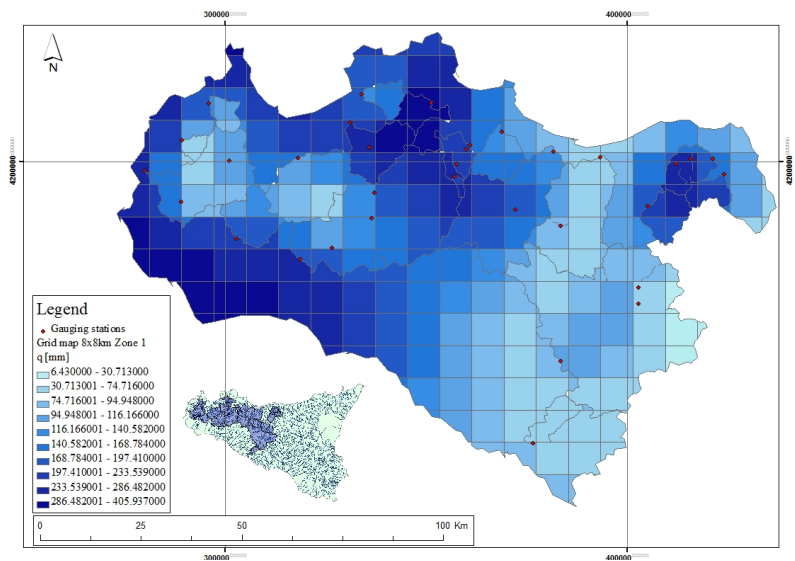 300000
400000
N
4200000
4200000
Legend
Gauging stations
Grid map 8x8km Zone 1
q [mm]
6.430000 - 30.713000
30.713001 - 74.716000
74.716001 - 94.948000
94.948001 - 116.166000
116.166001 - 140.582000
140.582001 - 168.784000
168.784001 - 197.410000
197.410001 - 233.539000
233.539001 - 286.482000
286.482001 - 405.937000
0 25 50 100 Km
300000
400000